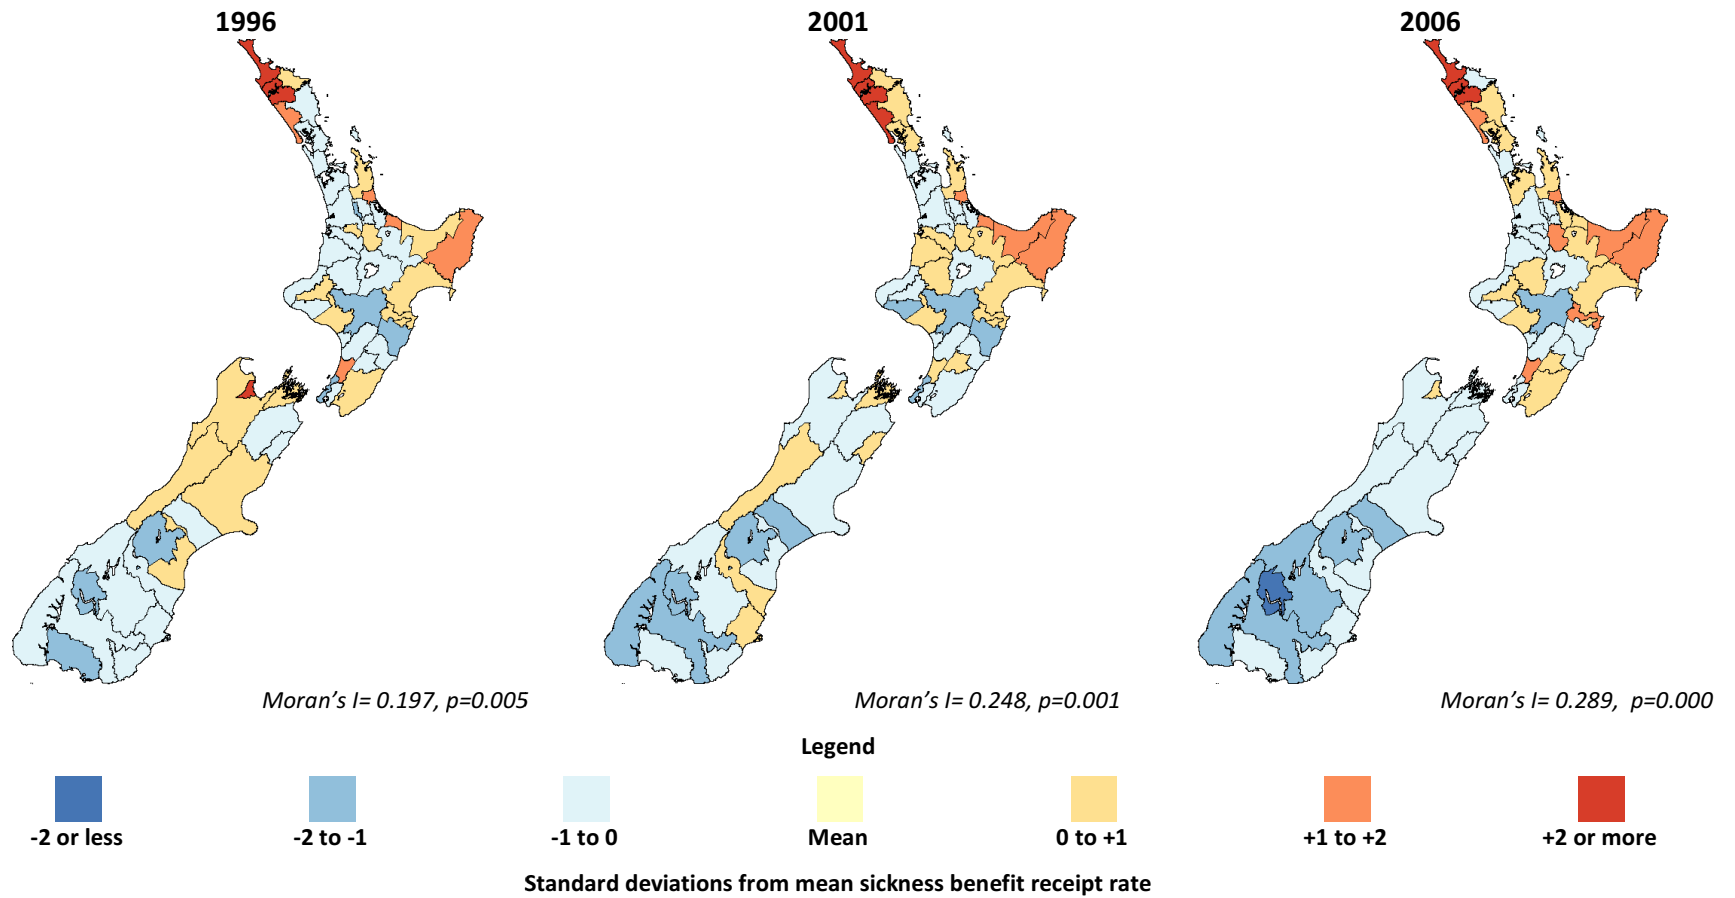 1996
2001
2006
Moran's I= 0.197, p=0.005
Moran's I= 0.248, p=0.001
Moran's I= 0.289, p=0.000
Legend
-2 or less
-2 to -1
-1 to 0
Mean
0 to +1
+1 to +2
+2 or more
Standard deviations from mean sickness benefit receipt rate